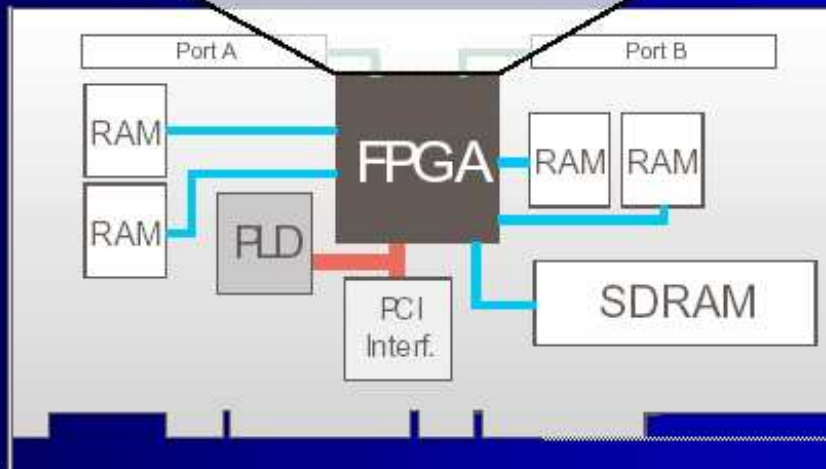 Port A
Port B
RAM
FPGA
RAM
RAM
RAM
PLD
SDRAM
PCI
Interf.